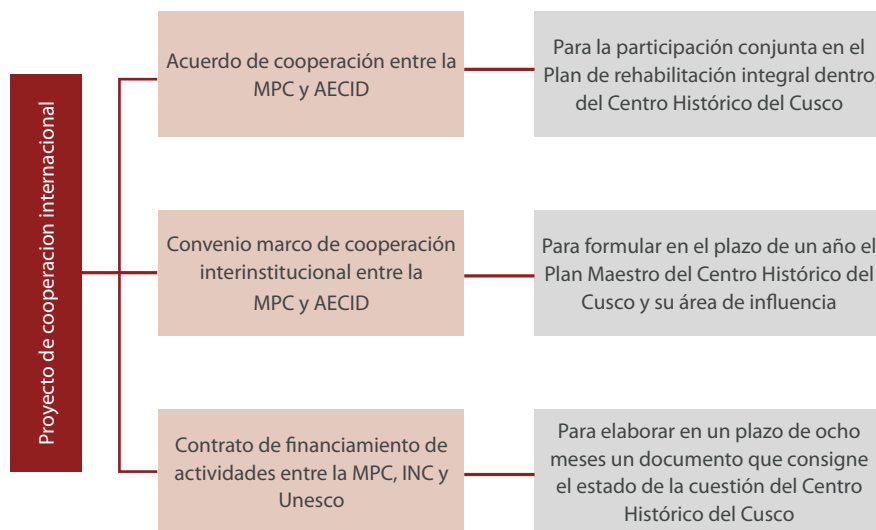 Proyecto de cooperacion internacional
Acuerdo de cooperación entre la
MPC y AECID
Para la participación conjunta en el
Plan de rehabilitación integral dentro
del Centro Histórico del Cusco
Convenio marco de cooperación
interinstitucional entre la
MPC y AECID
Para formular en el plazo de un año el
Plan Maestro del Centro Histórico del
Cusco y su área de influencia
Contrato de financiamiento de
actividades entre la MPC, INC y
Unesco
Para elaborar en un plazo de ocho
meses un documento que consigne
el estado de la cuestión del Centro
Histórico del Cusco